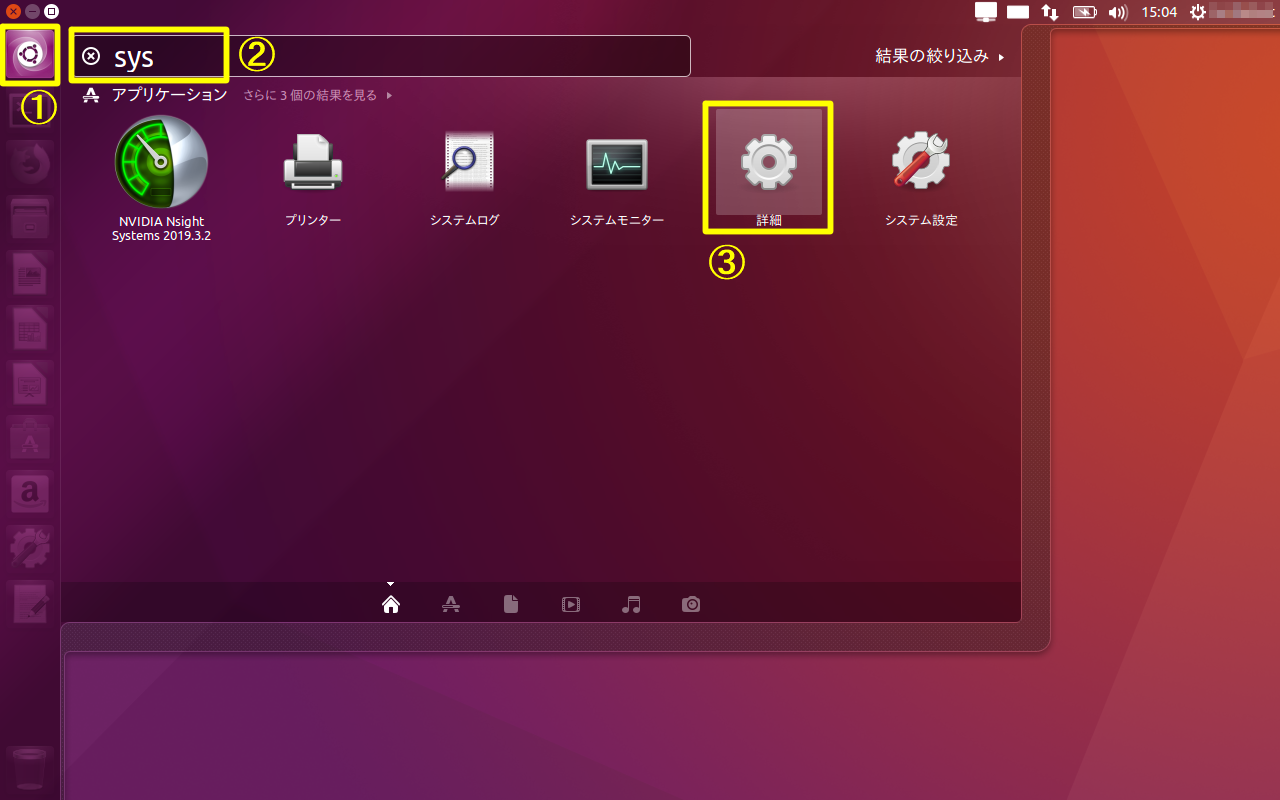 15:04
①
sys
②
結果の絞り込み
アプリケーション さらに 3 個の結果を見る
NVIDIA Nsight
Systems 2019.3.2
プリンター
システムログ
システムモニター
詳細
システム設定
③
a